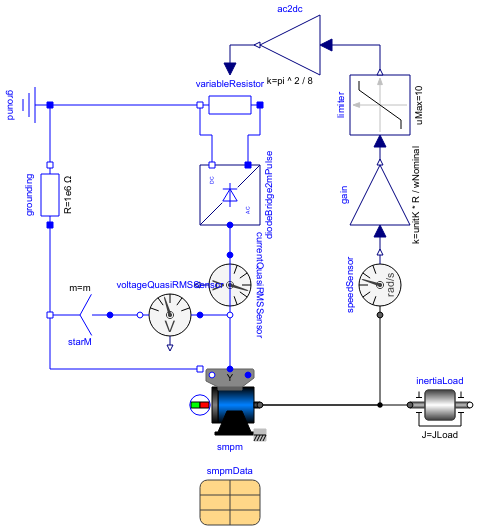 ac2dc
k=pi ^ 2 / 8
variableResistor
limiter
uMax=10
ground
DC
AC
diodeBridge2mPulse
grounding
R=1e6 Ω
gain
k=unitK * R / wNominal
m=m
starM
voltageQuasiRMSSensor
V
currentQuasiRMSSensor
speedSensor
rad/s
Y
smpm
inertiaLoad
J=JLoad
smpmData